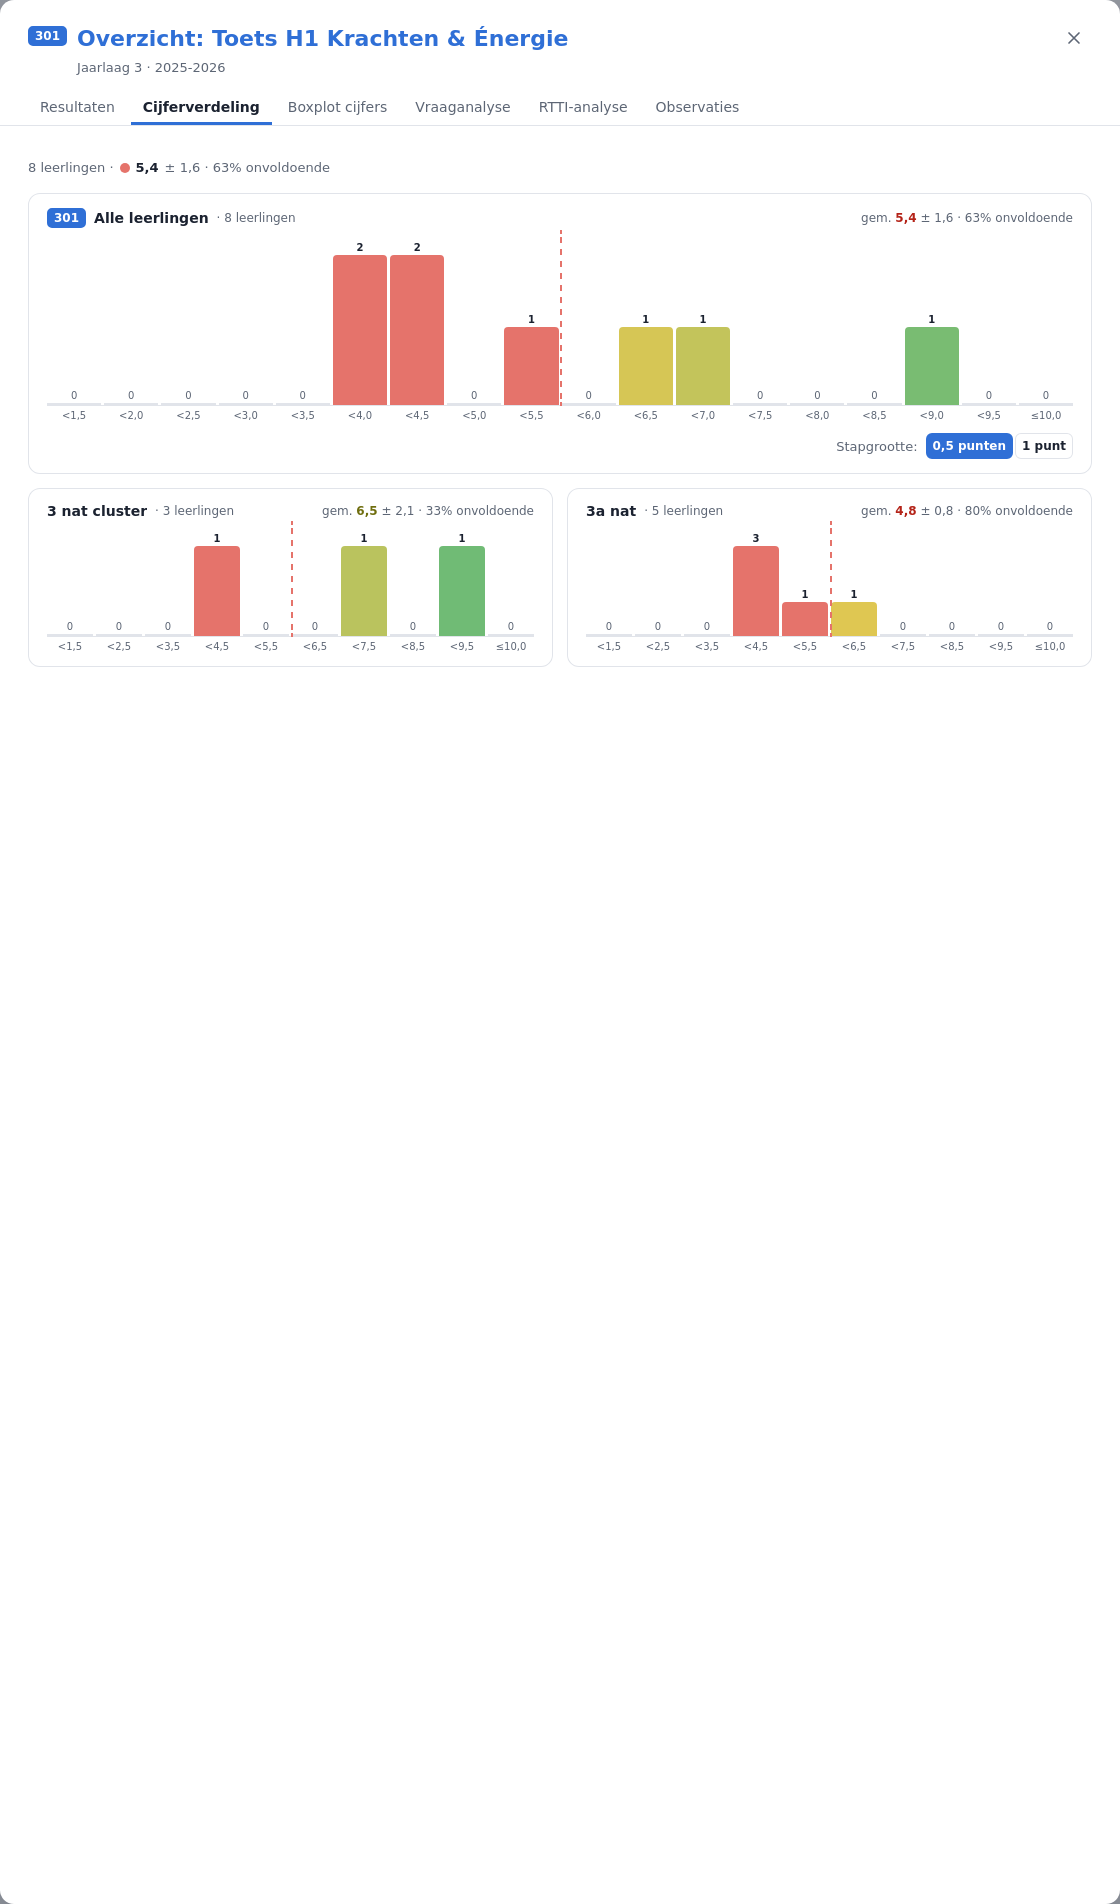 301 Overzicht: Toets H1 Krachten & Énergie
Jaarlaag 3 · 2025-2026
Resultaten Cijferverdeling Boxplot cijfers Vraaganalyse RTTI-analyse Observaties
8 leerlingen · 5,4 ± 1,6 · 63% onvoldoende
301 Alle leerlingen · 8 leerlingen gem. 5,4 ± 1,6 · 63% onvoldoende
0 0 0 0 0 2 2 0 1 0 1 1 0 0 0 1 0 0
<1,5 <2,0 <2,5 <3,0 <3,5 <4,0 <4,5 <5,0 <5,5 <6,0 <6,5 <7,0 <7,5 <8,0 <8,5 <9,0 <9,5 ≤10,0
Stapgrootte: 0,5 punten 1 punt
3 nat cluster · 3 leerlingen gem. 6,5 ± 2,1 · 33% onvoldoende
0 0 0 1 0 0 1 0 1 0
<1,5 <2,5 <3,5 <4,5 <5,5 <6,5 <7,5 <8,5 <9,5 ≤10,0
3a nat · 5 leerlingen gem. 4,8 ± 0,8 · 80% onvoldoende
0 0 0 3 1 1 0 0 0 0
<1,5 <2,5 <3,5 <4,5 <5,5 <6,5 <7,5 <8,5 <9,5 ≤10,0